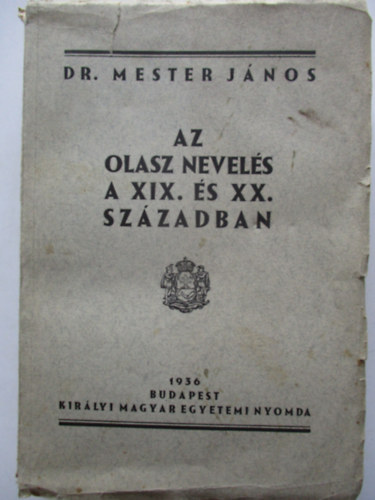 DR. MESTER JÁNOS
AZ
OLASZ NEVELÉS
A XIX. ÉS XX.
SZÁZADBAN
1936
BUDAPEST
KIRÁLYI MAGYAR EGYETEMI NYOMDA